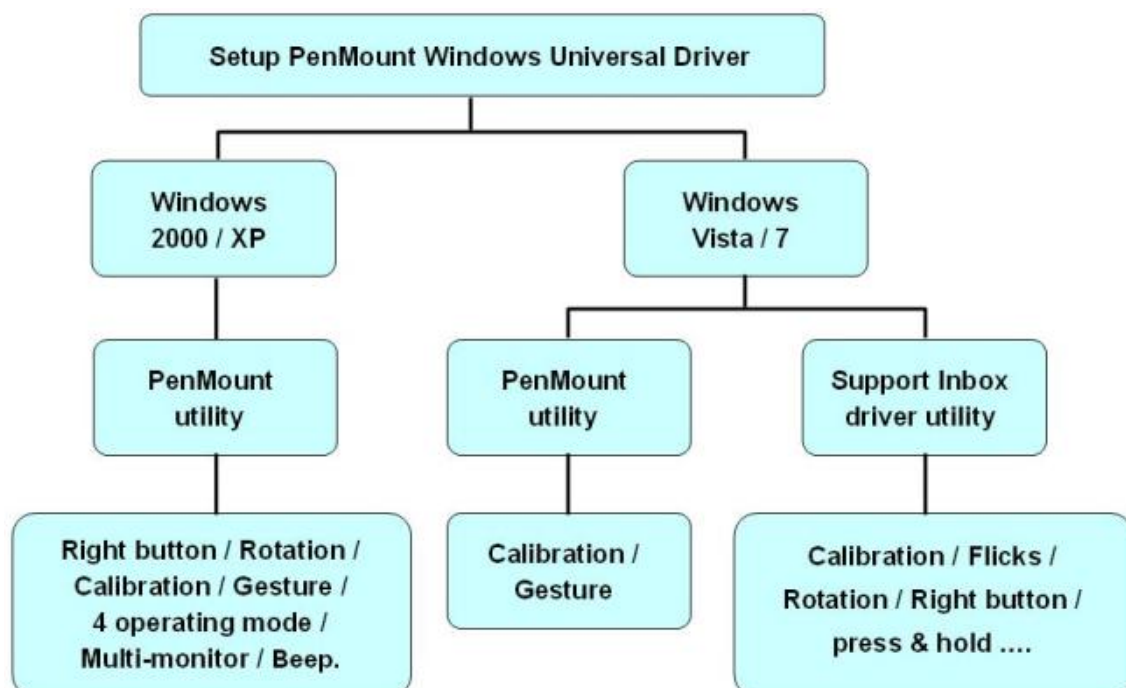 Setup PenMount Windows Universal Driver
Windows
2000 / XP
Windows
Vista / 7
PenMount
utility
PenMount
utility
Support Inbox
driver utility
Right button / Rotation /
Calibration / Gesture /
4 operating mode /
Multi-monitor / Beep.
Calibration /
Gesture
Calibration / Flicks /
Rotation / Right button /
press & hold ....